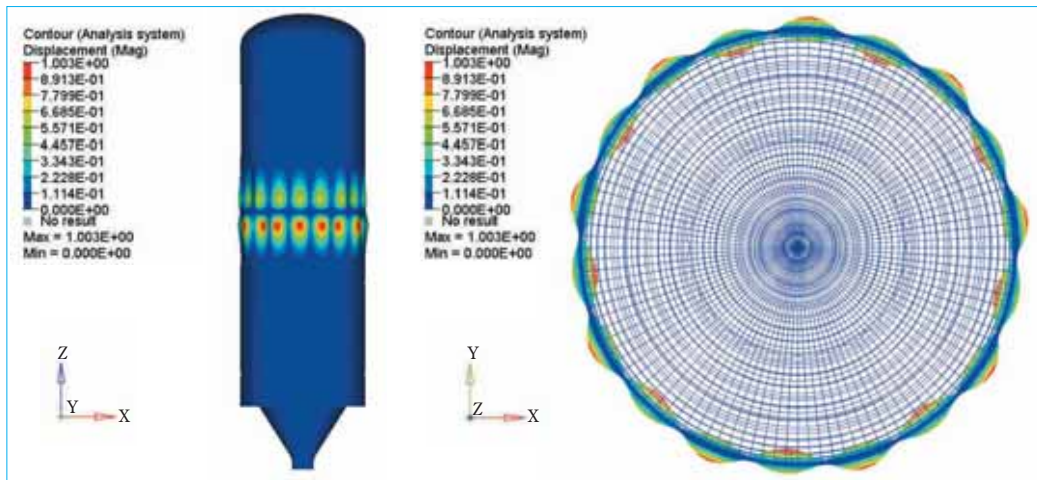 Contour (Analysis system)
Displacement (Mag)
1.003E+00
8.913E-01
7.799E-01
6.685E-01
5.571E-01
4.457E-01
3.343E-01
2.228E-01
1.114E-01
0.000E+00
No result
Max = 1.003E+00
Min = 0.000E+00
Z
Y
X
Contour (Analysis system)
Displacement (Mag)
1.003E+00
8.913E-01
7.799E-01
6.685E-01
5.571E-01
4.457E-01
3.343E-01
2.228E-01
1.114E-01
0.000E+00
No result
Max = 1.003E+00
Min = 0.000E+00
Y
Z
X